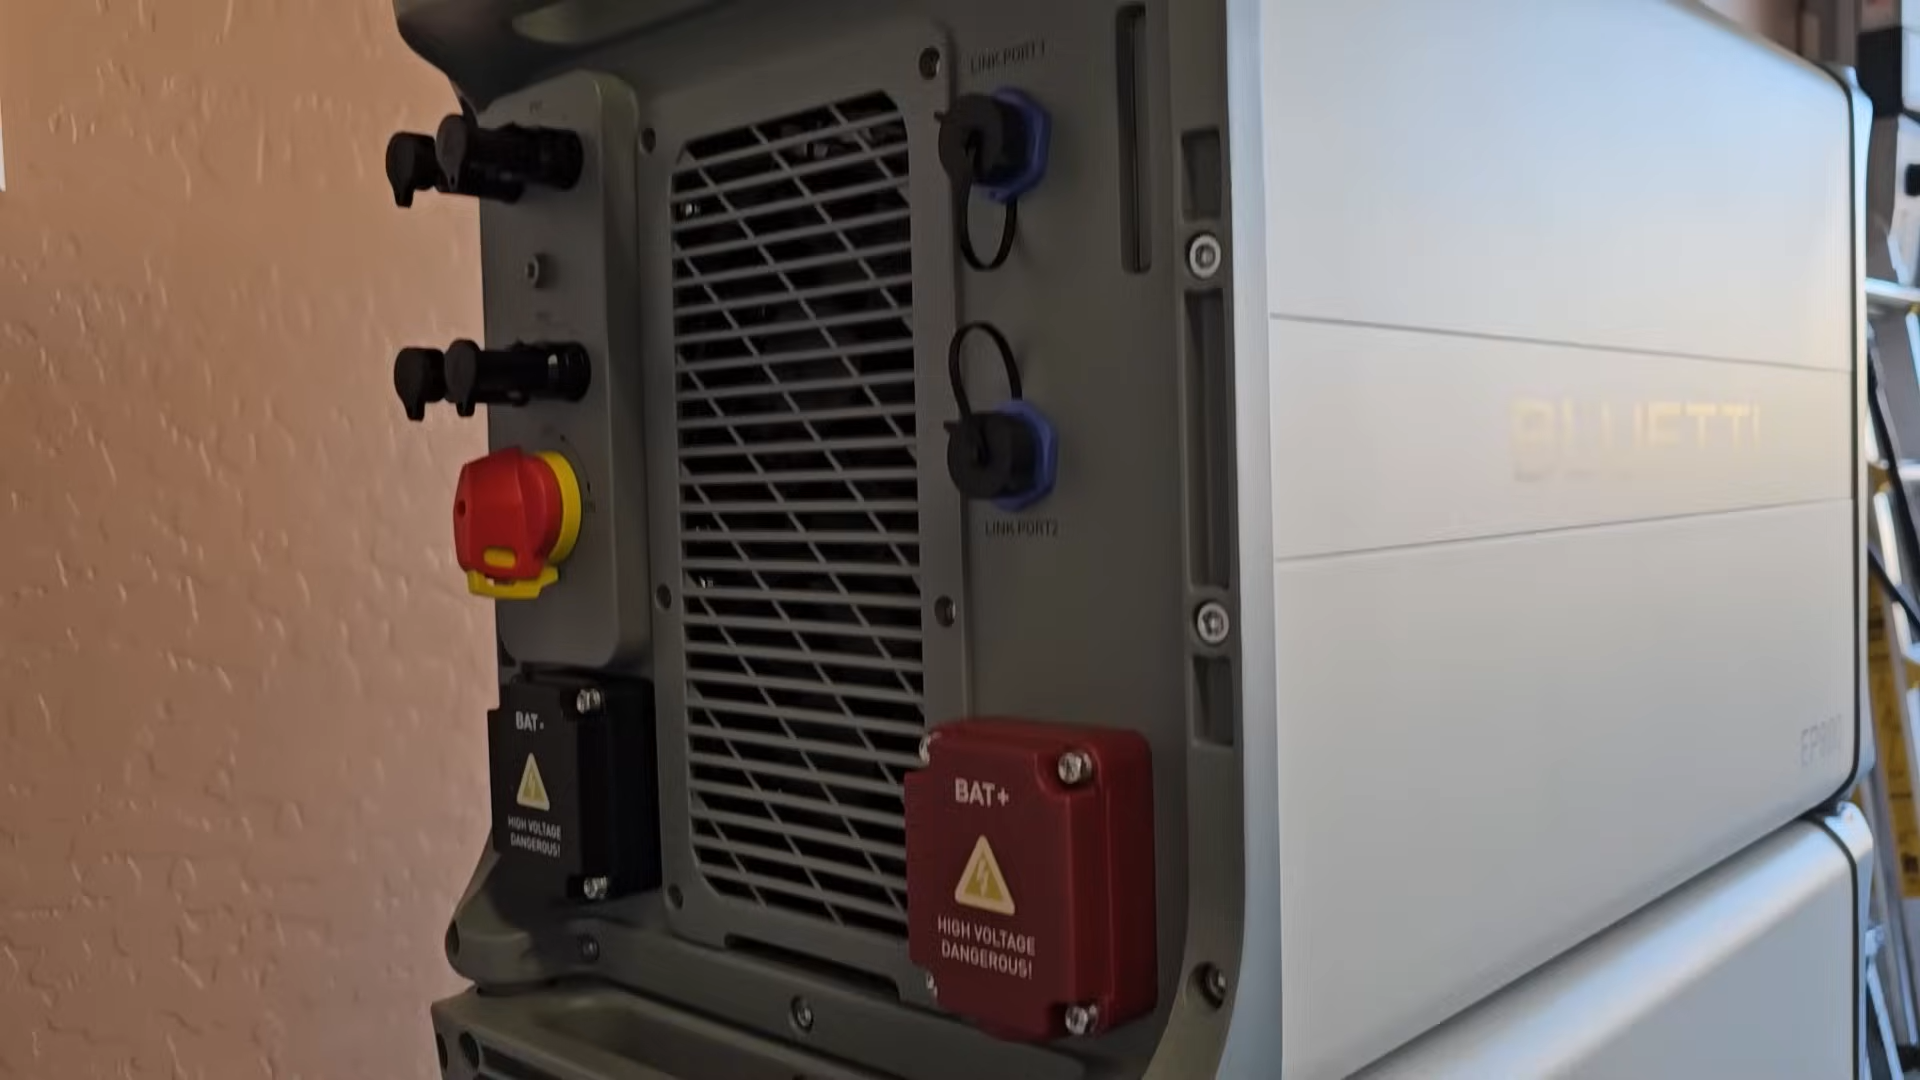 LINK PORT 1
LINK PORT2
BLUETTI
BAT-
HIGH VOLTAGE
DANGEROUS!
BAT+
HIGH VOLTAGE
DANGEROUS!